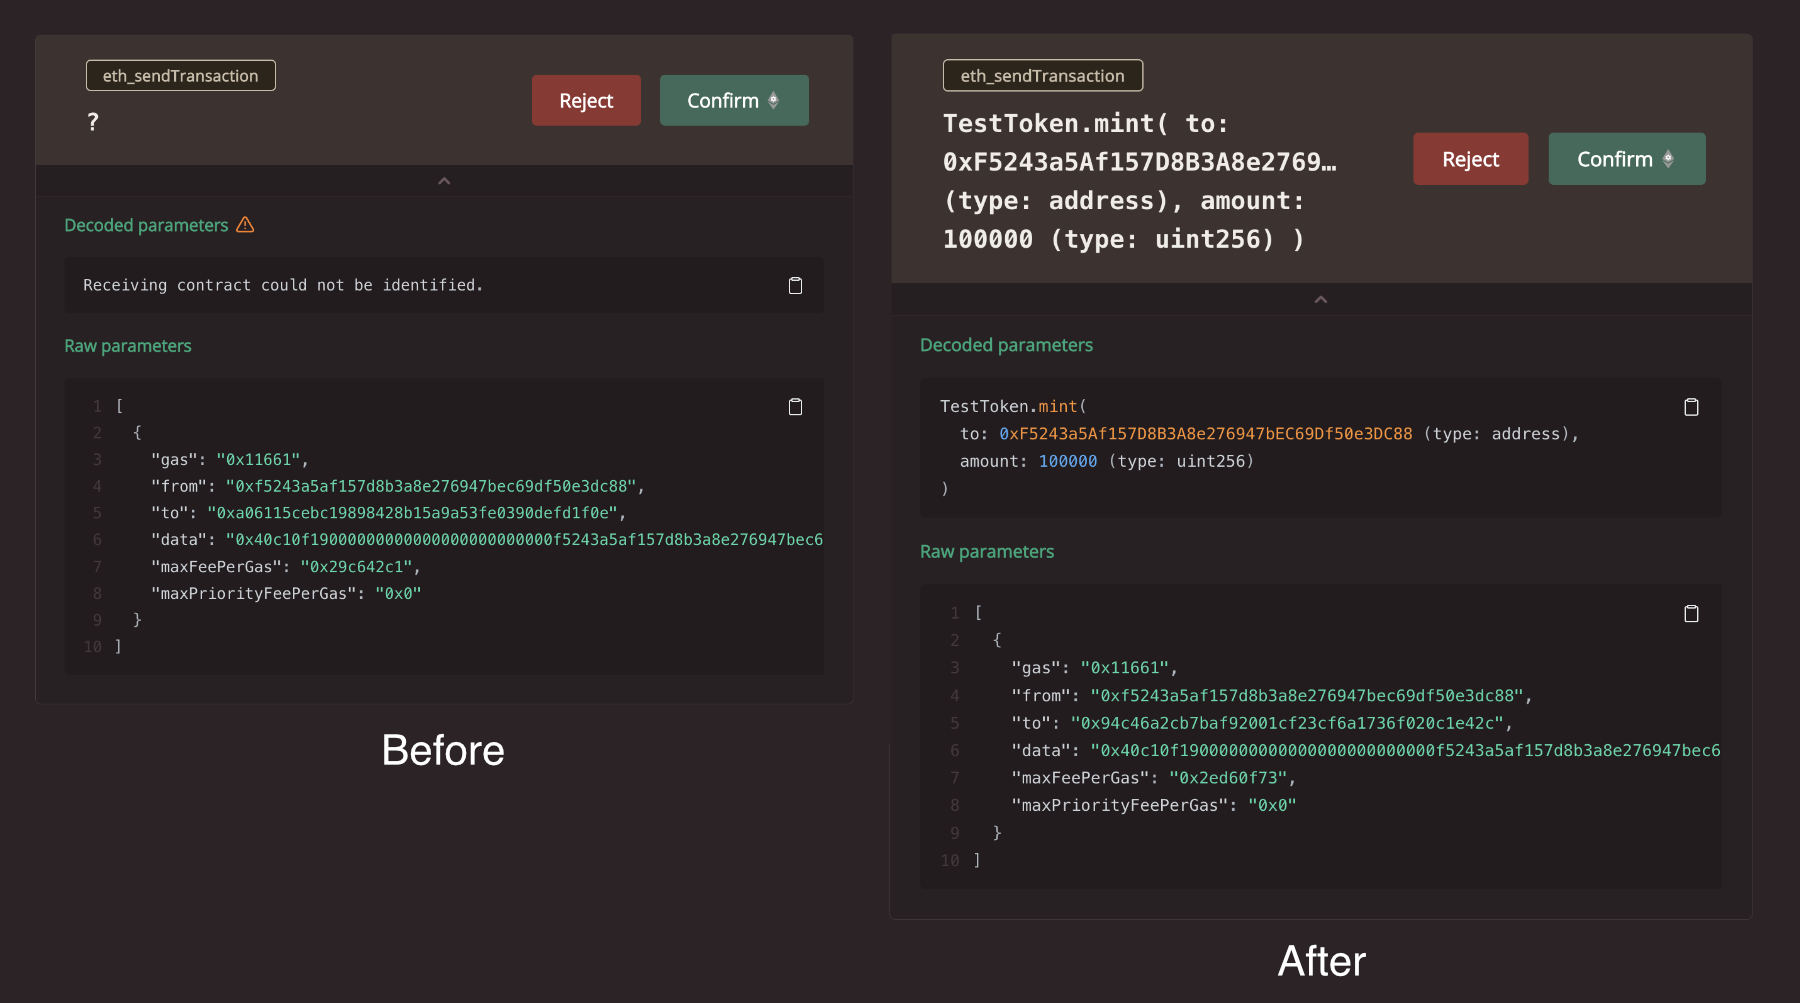 eth_sendTransaction
?
Reject
Confirm
Decoded parameters
Receiving contract could not be identified.
Raw parameters
1 [
2 {
3 "gas": "0x11661",
4 "from": "0xf5243a5af157d8b3a8e276947bec69df50e3dc88",
5 "to": "0xa06115cebc19898428b15a9a53fe0390defd1f0e",
6 "data": "0x40c10f19000000000000000000000000f5243a5af157d8b3a8e276947bec6
7 "maxFeePerGas": "0x29c642c1",
8 "maxPriorityFeePerGas": "0x0"
9 }
10 ]
Before
eth_sendTransaction
TestToken.mint( to:
0xF5243a5Af157D8B3A8e2769…
(type: address), amount:
100000 (type: uint256) )
Reject
Confirm
Decoded parameters
TestToken.mint(
to: 0xF5243a5Af157D8B3A8e276947bEC69Df50e3DC88 (type: address),
amount: 100000 (type: uint256)
)
Raw parameters
1 [
2 {
3 "gas": "0x11661",
4 "from": "0xf5243a5af157d8b3a8e276947bec69df50e3dc88",
5 "to": "0x94c46a2cb7baf92001cf23cf6a1736f020c1e42c",
6 "data": "0x40c10f19000000000000000000000000f5243a5af157d8b3a8e276947bec6
7 "maxFeePerGas": "0x2ed60f73",
8 "maxPriorityFeePerGas": "0x0"
9 }
10 ]
After